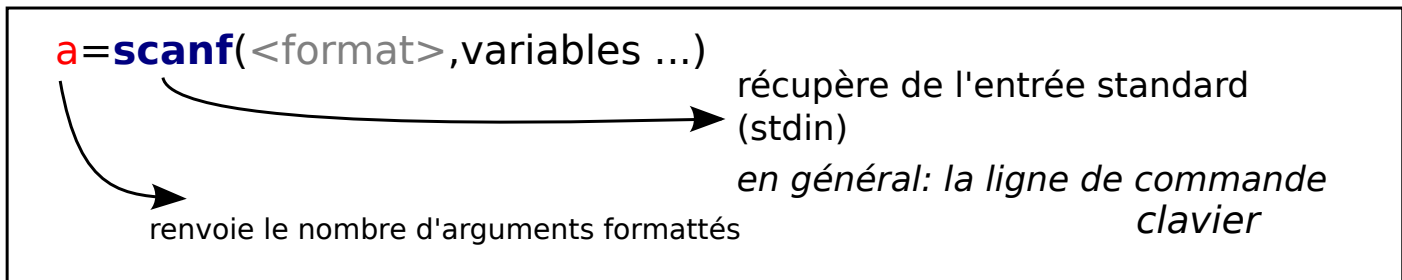 a=scanf(<format>,variables ...)
récupère de l'entrée standard
(stdin)
en général: la ligne de commande
clavier
renvoie le nombre d'arguments formattés